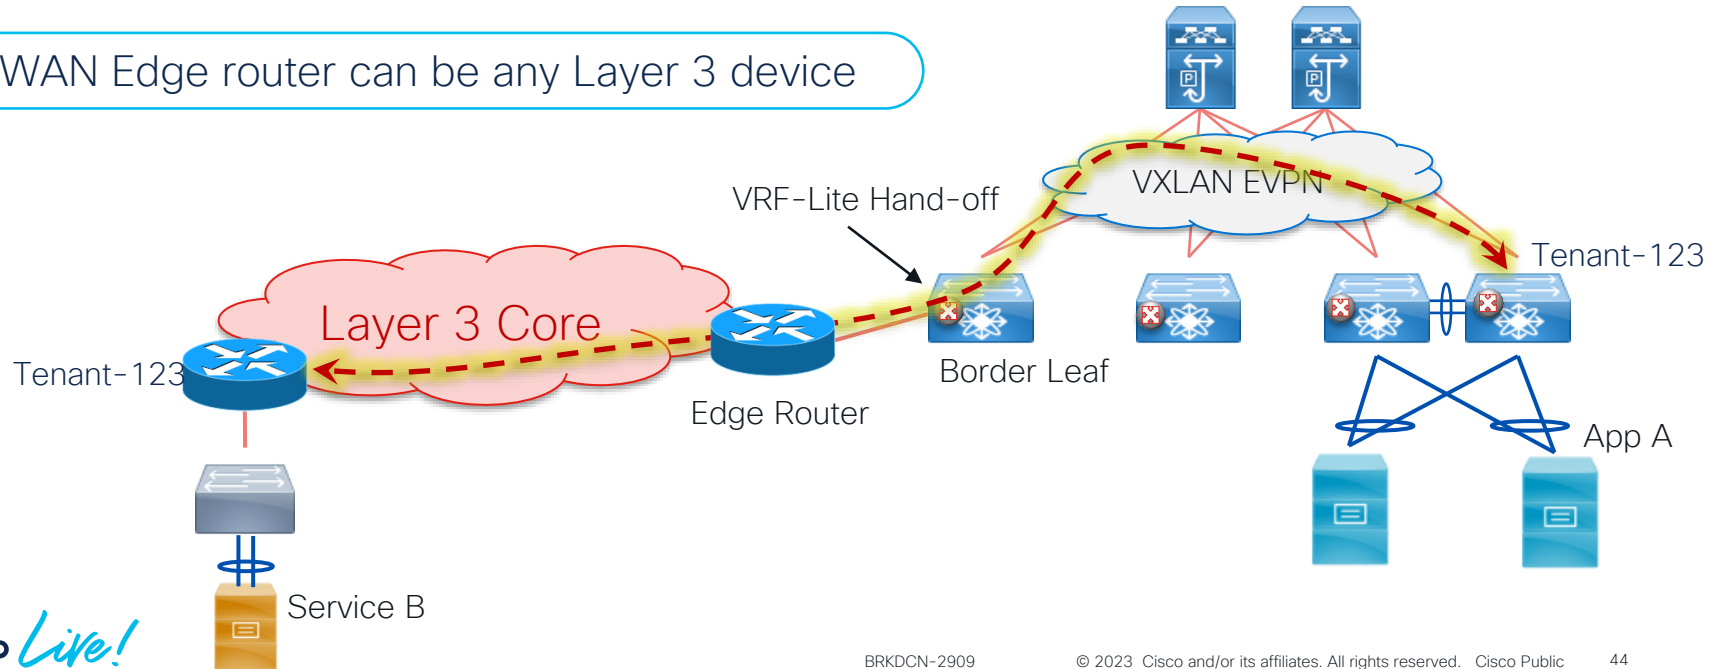 WAN Edge router can be any Layer 3 device
P
P
VXLAN EVPN
VRF-Lite Hand-off
Tenant-123
Layer 3 Core
Tenant-123
Border Leaf
Edge Router
App A
Service B
Live!
BRKDCN-2909
© 2023 Cisco and/or its affiliates. All rights reserved. Cisco Public
44